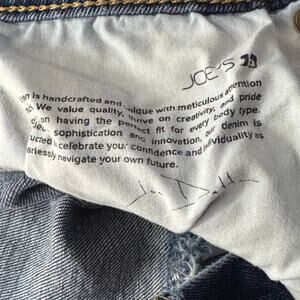 JOE'S
is handcrafted and unique with meticulous attention
to We value quality, thrive on creativity, and pride
on having the perfect fit for every body type.
sophistication and innovation, our denim is
celebrate your confidence and individuality as
navigate your own future.